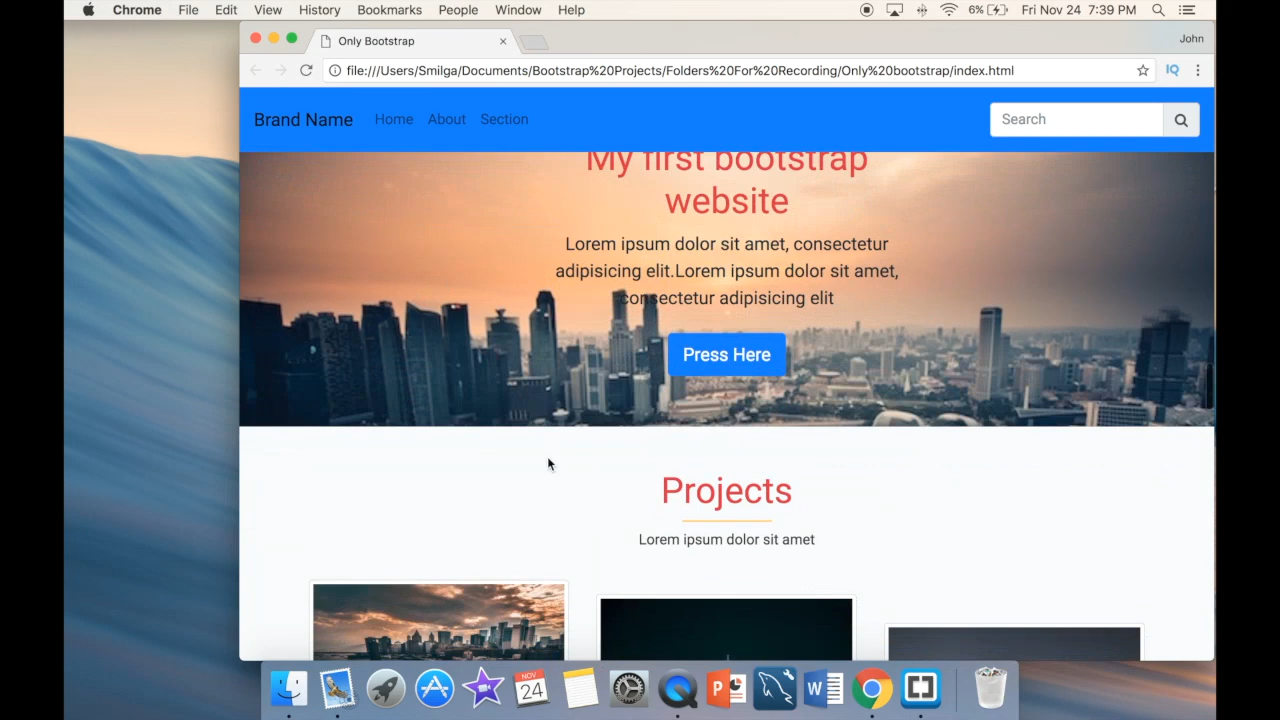 Chrome File Edit View History Bookmarks People Window Help 6% Fri Nov 24 7:39 PM
Only Bootstrap John
file:///Users/Smilga/Documents/Bootstrap%20Projects/Folders%20For%20Recording/Only%20bootstrap/index.html IQ
Brand Name Home About Section Search
My first bootstrap
website
Lorem ipsum dolor sit amet, consectetur
adipisicing elit.Lorem ipsum dolor sit amet,
consectetur adipisicing elit
Press Here
Projects
Lorem ipsum dolor sit amet
NOV
24
P W